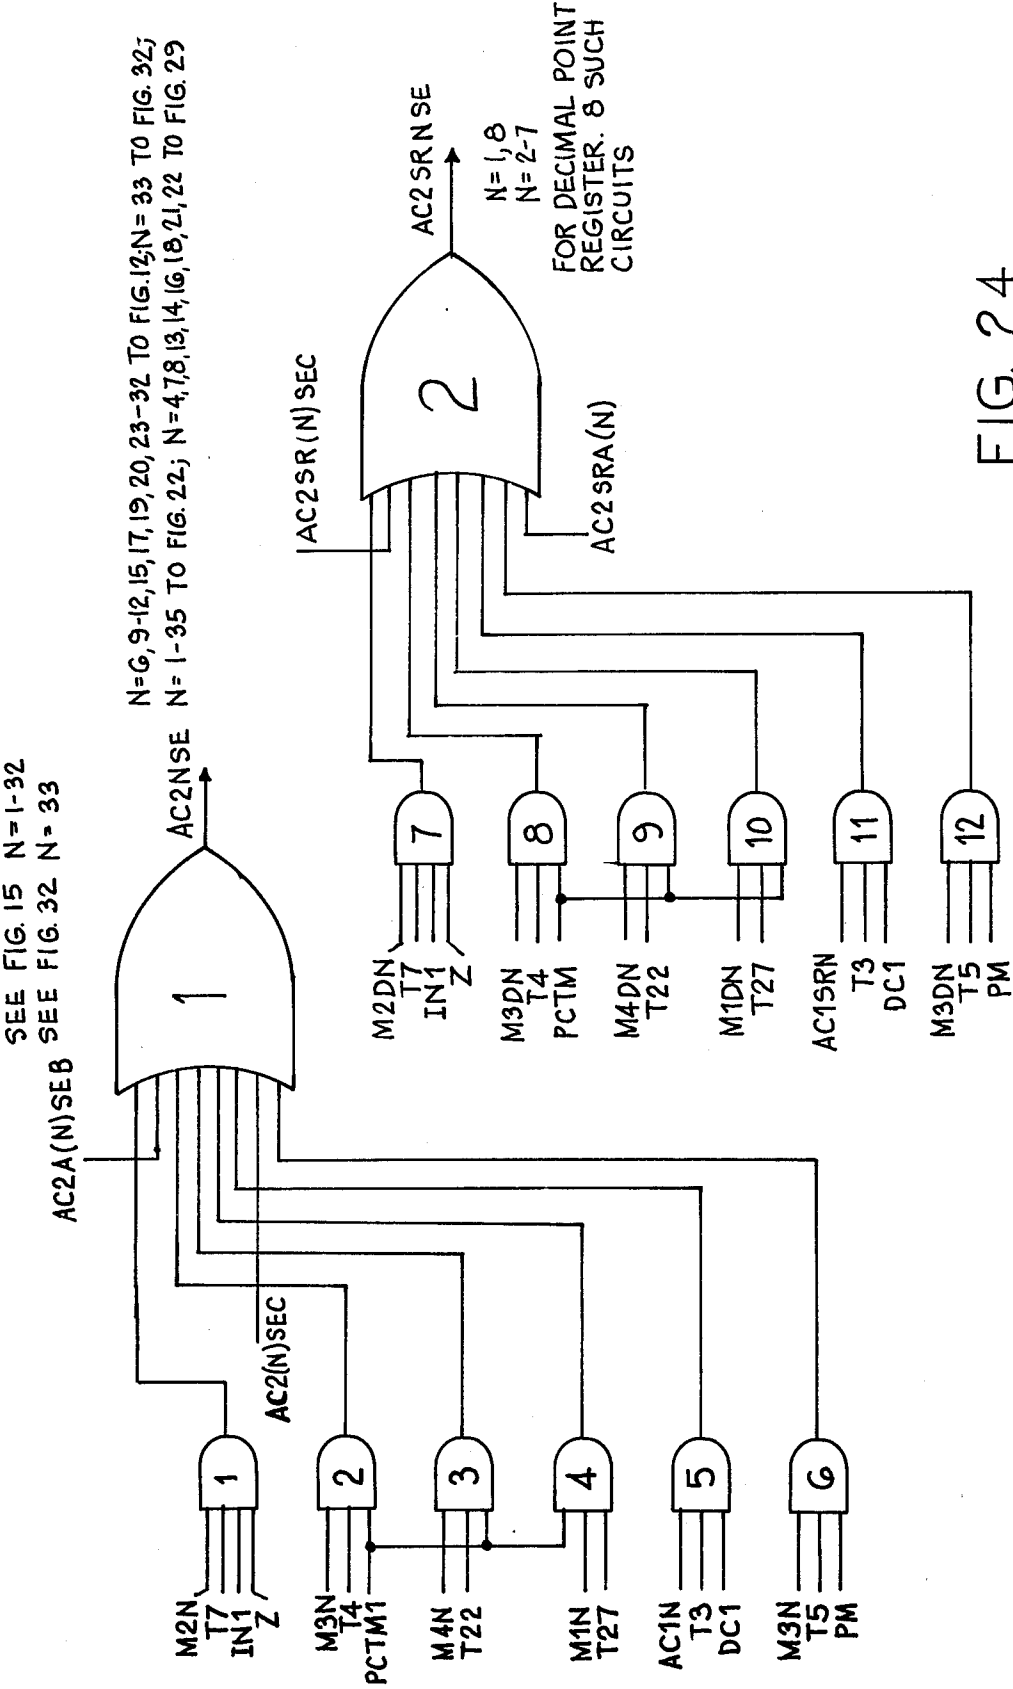 SEE FIG. 15 N=1-32
SEE FIG. 32 N=33
AC2A(N)SEB
1
AC2NSE
N=6,9-12,15,17,19,20,23-32 TO FIG.12;N=33 TO FIG. 32;
N=1-35 TO FIG.22; N=4,7,8,13,14,16,18,21,22 TO FIG.29
AC2(N)SEC
M2N
T7
IN1
Z
1
M3N
T4
PCTM1
2
M4N
T22
3
M1N
T27
4
AC1N
T3
DC1
5
M3N
T5
PM
6
AC2SR(N)SEC
2
AC2SRNSE
N=1,8
N=2-7
FOR DECIMAL POINT
REGISTER. 8 SUCH
CIRCUITS
AC2SRA(N)
M2DN
T7
IN1
Z
7
M3DN
T4
PCTM
8
M4DN
T22
9
M1DN
T27
10
AC1SRN
T3
DC1
11
M3DN
T5
PM
12
FIG. 24